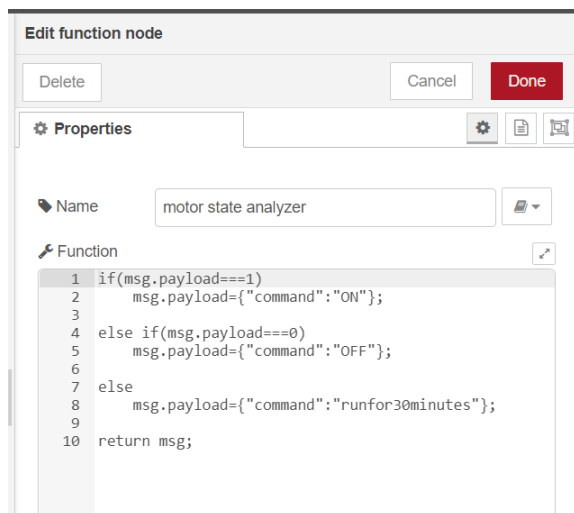 Edit function node
Delete
Cancel
Done
Properties
Name
motor state analyzer
Function
1 if(msg.payload===1)
2     msg.payload={"command":"ON"};
3
4 else if(msg.payload===0)
5     msg.payload={"command":"OFF"};
6
7 else
8     msg.payload={"command":"runfor30minutes"};
9
10 return msg;